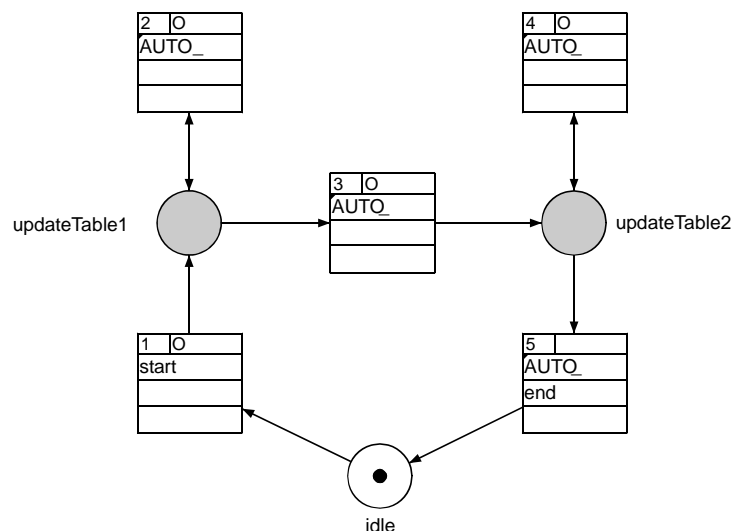 2 O
AUTO_
4 O
AUTO_
3 O
AUTO_
updateTable1
updateTable2
1 O
start
5
AUTO_
end
idle